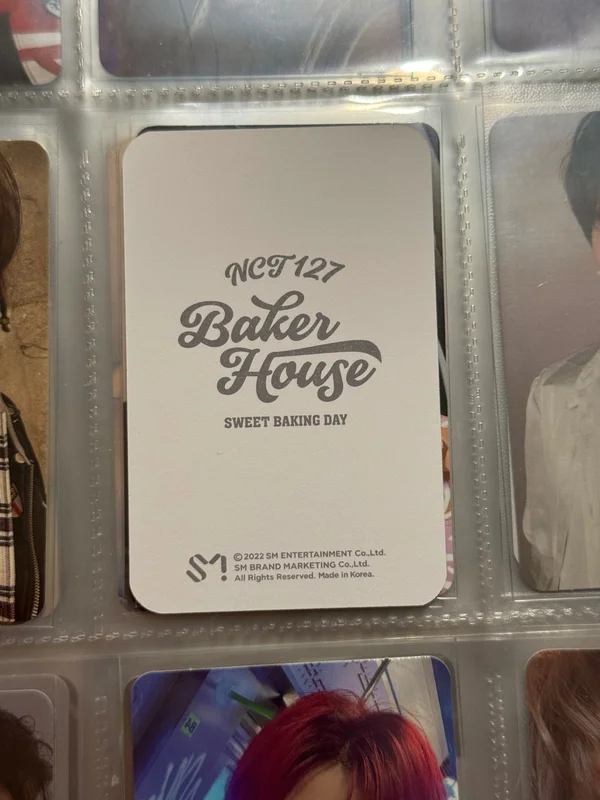 NCT 127
Baker
House
SWEET BAKING DAY
SM
©2022 SM ENTERTAINMENT Co.,Ltd.
SM BRAND MARKETING Co.,Ltd.
All Rights Reserved. Made in Korea.